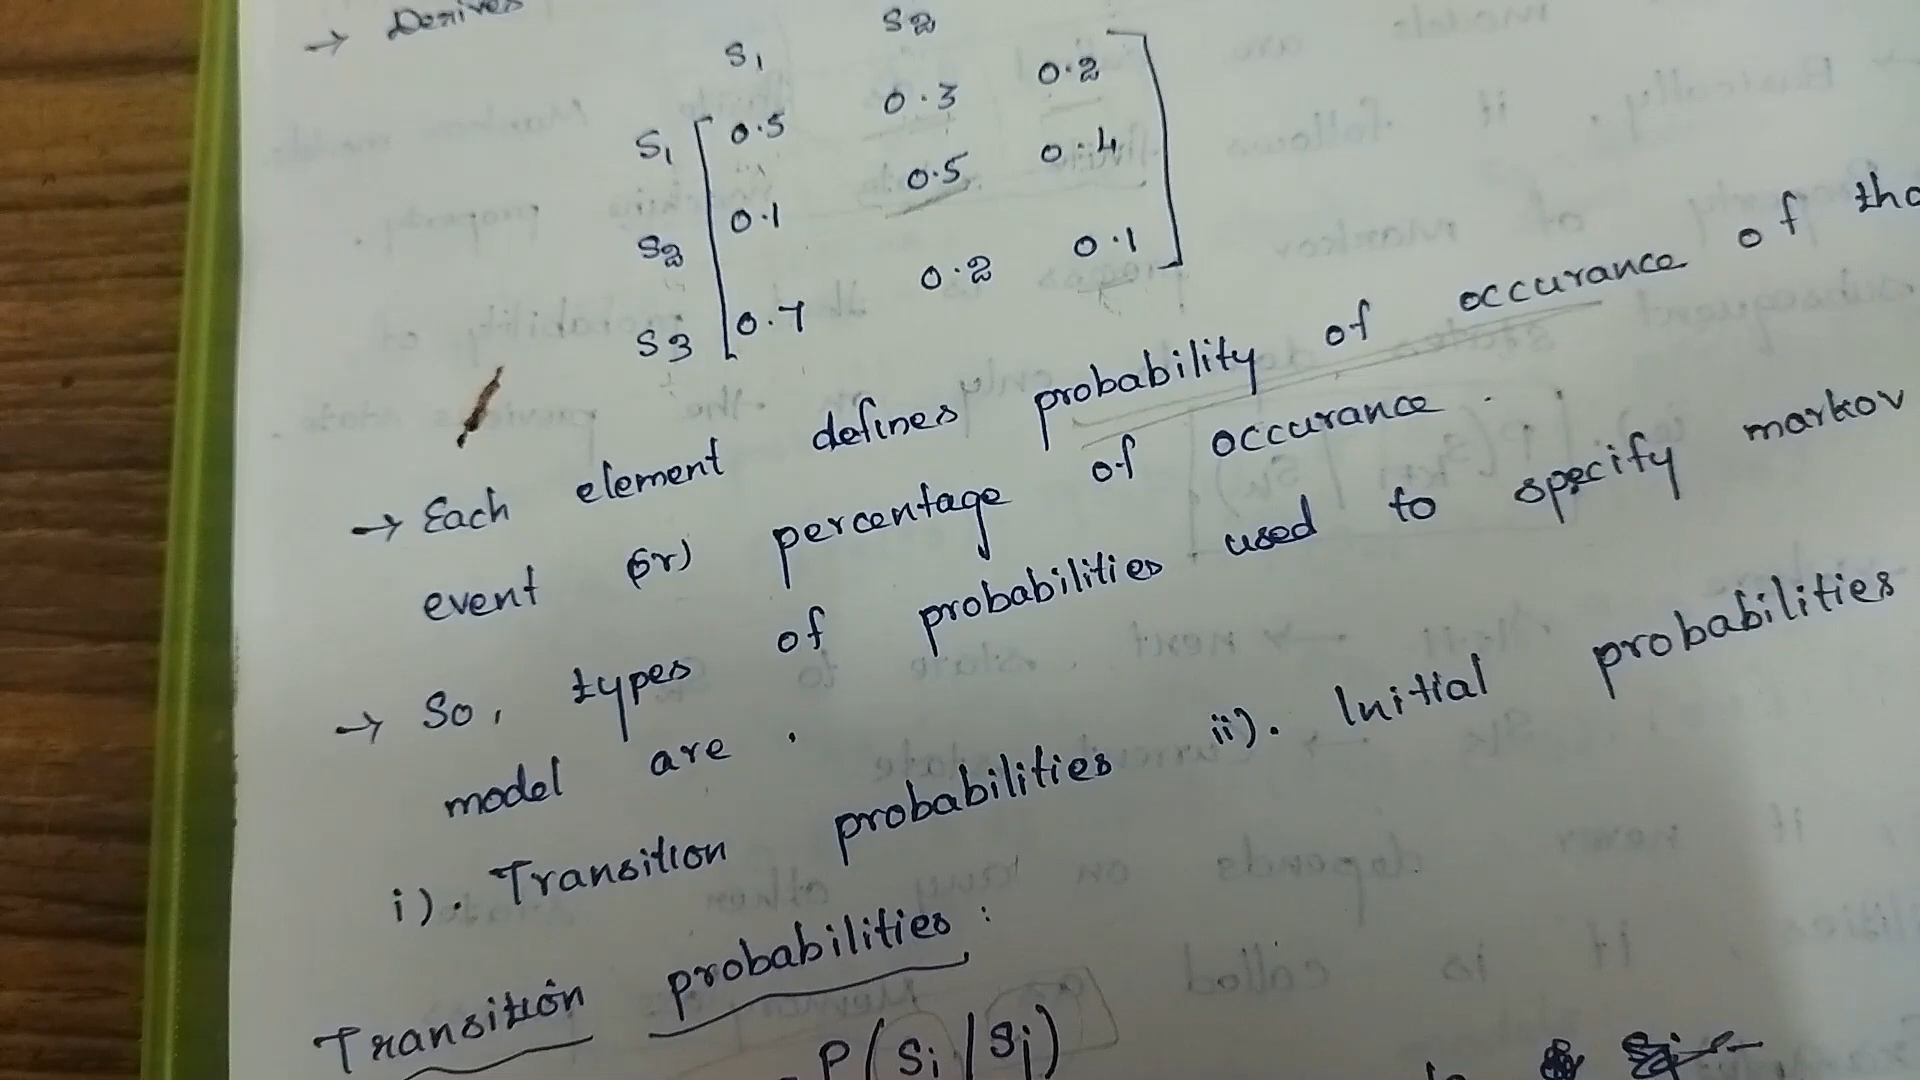 → Derives
S1 S2
S1 0.5 0.3 0.2
S2 0.1 0.5 0.4
S3 0.7 0.2 0.1
→ Each element defines probability of occurance of the
event (or) percentage of occurance.
→ So, types of probabilities used to specify markov
model are.
i). Transition probabilities ii). Initial probabilities
Transition probabilities:
P(Si/Sj)